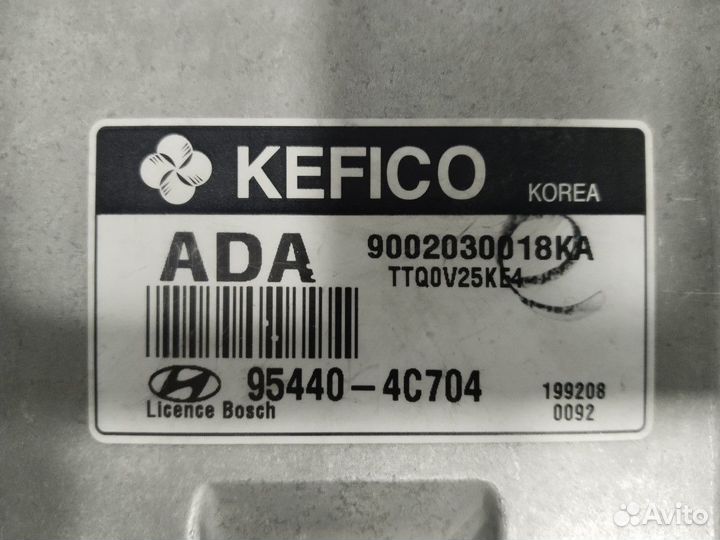 KEFICO
KOREA
ADA
9002030018KA
TTQ0V25KE4
95440-4C704
Licence Bosch
199208
0092
Avito